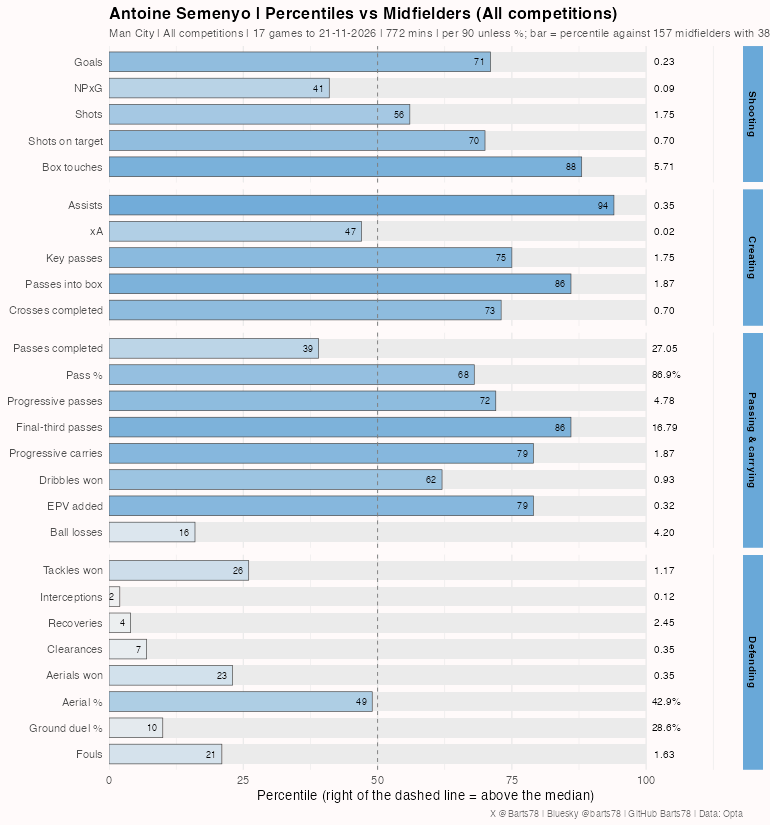 Antoine Semenyo | Percentiles vs Midfielders (All competitions)
Man City | All competitions | 17 games to 21-11-2026 | 772 mins | per 90 unless %; bar = percentile against 157 midfielders with 38
Goals 71 0.23
NPxG 41 0.09
Shots 56 1.75
Shots on target 70 0.70
Box touches 88 5.71
Shooting
Assists 94 0.35
xA 47 0.02
Key passes 75 1.75
Passes into box 86 1.87
Crosses completed 73 0.70
Creating
Passes completed 39 27.05
Pass % 68 86.9%
Progressive passes 72 4.78
Final-third passes 86 16.79
Progressive carries 79 1.87
Dribbles won 62 0.93
EPV added 79 0.32
Ball losses 16 4.20
Passing & carrying
Tackles won 26 1.17
Interceptions 2 0.12
Recoveries 4 2.45
Clearances 7 0.35
Aerials won 23 0.35
Aerial % 49 42.9%
Ground duel % 10 28.6%
Fouls 21 1.63
Defending
0 25 50 75 100
Percentile (right of the dashed line = above the median)
X @Barts78 | Bluesky @barts78 | GitHub Barts78 | Data: Opta